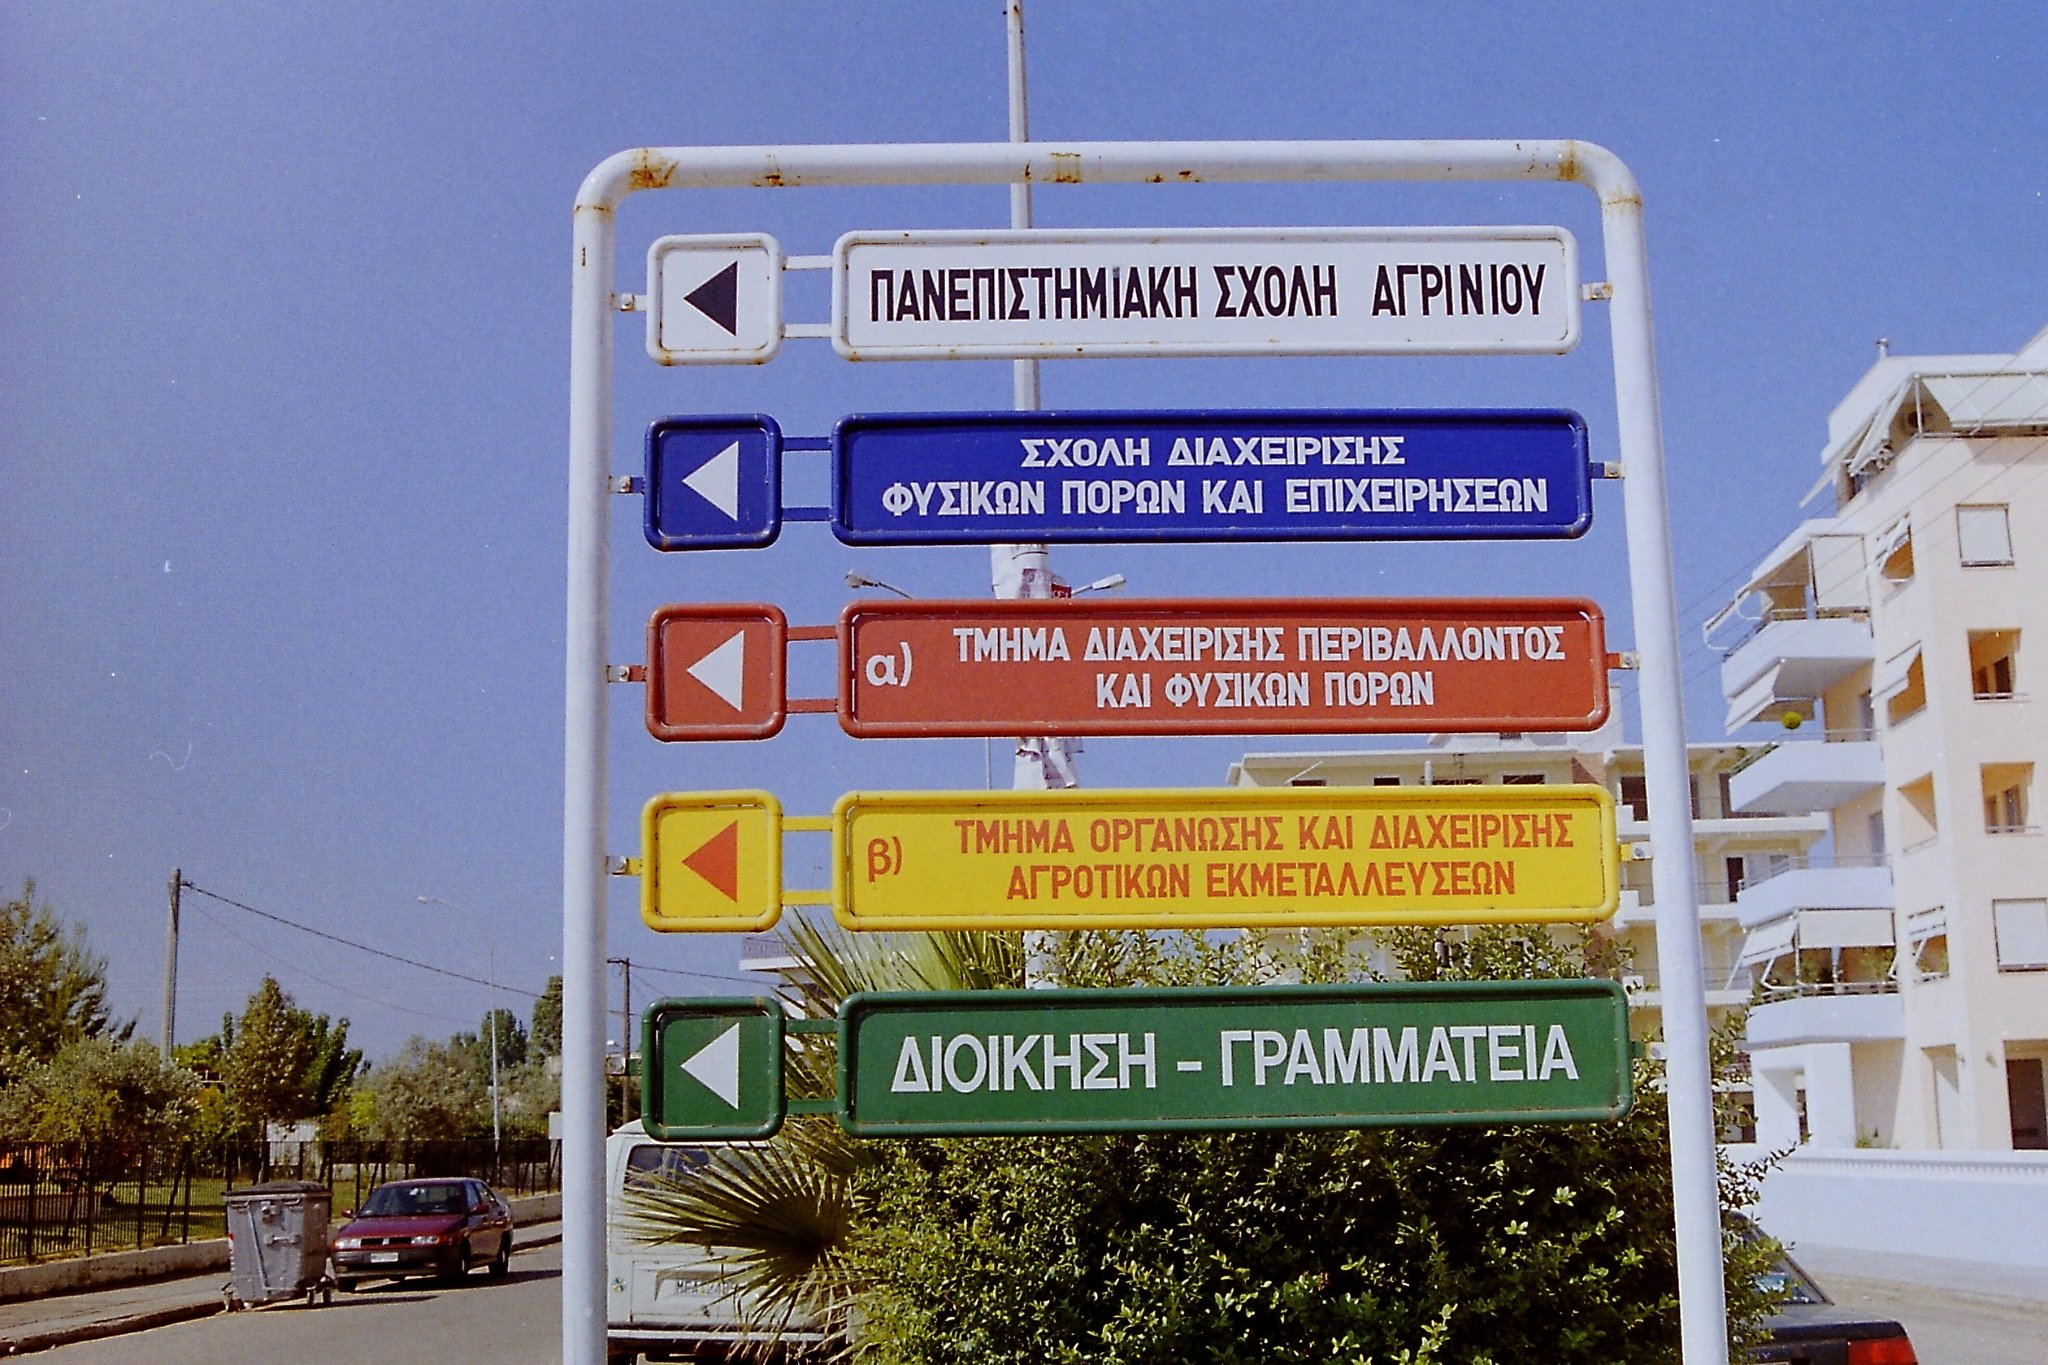 ΠΑΝΕΠΙΣΤΗΜΙΑΚΗ ΣΧΟΛΗ ΑΓΡΙΝΙΟΥ
ΣΧΟΛΗ ΔΙΑΧΕΙΡΙΣΗΣ
ΦΥΣΙΚΩΝ ΠΟΡΩΝ ΚΑΙ ΕΠΙΧΕΙΡΗΣΕΩΝ
α) ΤΜΗΜΑ ΔΙΑΧΕΙΡΙΣΗΣ ΠΕΡΙΒΑΛΛΟΝΤΟΣ
ΚΑΙ ΦΥΣΙΚΩΝ ΠΟΡΩΝ
β) ΤΜΗΜΑ ΟΡΓΑΝΩΣΗΣ ΚΑΙ ΔΙΑΧΕΙΡΙΣΗΣ
ΑΓΡΟΤΙΚΩΝ ΕΚΜΕΤΑΛΛΕΥΣΕΩΝ
ΔΙΟΙΚΗΣΗ - ΓΡΑΜΜΑΤΕΙΑ